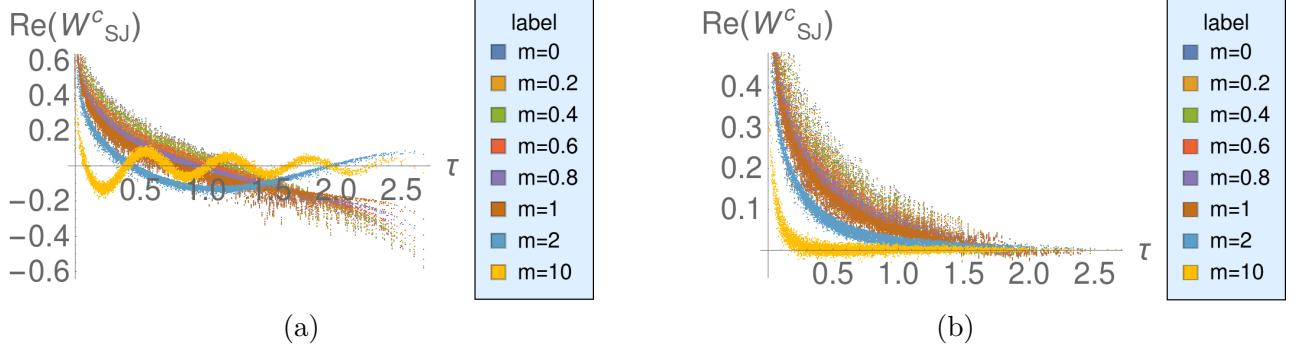 Re(W^c_SJ)
0.6
0.4
0.2
−0.2
−0.4
−0.6
0.5 1.0 1.5 2.0 2.5
τ
label
m=0
m=0.2
m=0.4
m=0.6
m=0.8
m=1
m=2
m=10
(a)
Re(W^c_SJ)
0.4
0.3
0.2
0.1
0.5 1.0 1.5 2.0 2.5
τ
label
m=0
m=0.2
m=0.4
m=0.6
m=0.8
m=1
m=2
m=10
(b)